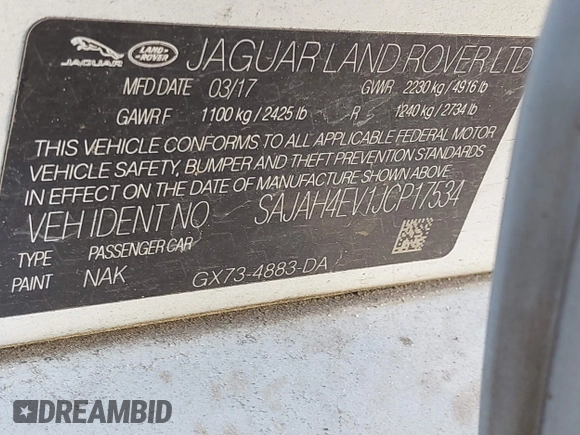 JAGUAR LAND ROVER JAGUAR LAND ROVER LTD
MFD DATE 03/17 GVWR 2230 kg / 4916 lb
GAWR F 1100 kg / 2425 lb R 1240 kg / 2734 lb
THIS VEHICLE CONFORMS TO ALL APPLICABLE FEDERAL MOTOR
VEHICLE SAFETY, BUMPER AND THEFT PREVENTION STANDARDS
IN EFFECT ON THE DATE OF MANUFACTURE SHOWN ABOVE.
VEH IDENT NO SAJAH4EV1JCP17534
TYPE PASSENGER CAR
PAINT NAK GX73-4883-DA
DREAMBID